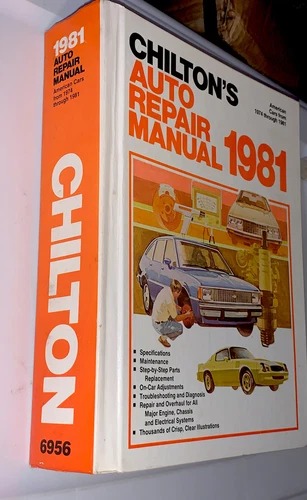 1981
AUTO
REPAIR
MANUAL
American Cars
from 1974
through 1981
CHILTON
6956
CHILTON'S
AUTO
REPAIR
MANUAL 1981
American
Cars from
1974 through 1981
Specifications
Maintenance
Step-by-Step Parts
Replacement
On-Car Adjustments
Troubleshooting and Diagnosis
Repair and Overhaul for All
Major Engine, Chassis
and Electrical Systems
Thousands of Crisp, Clear Illustrations